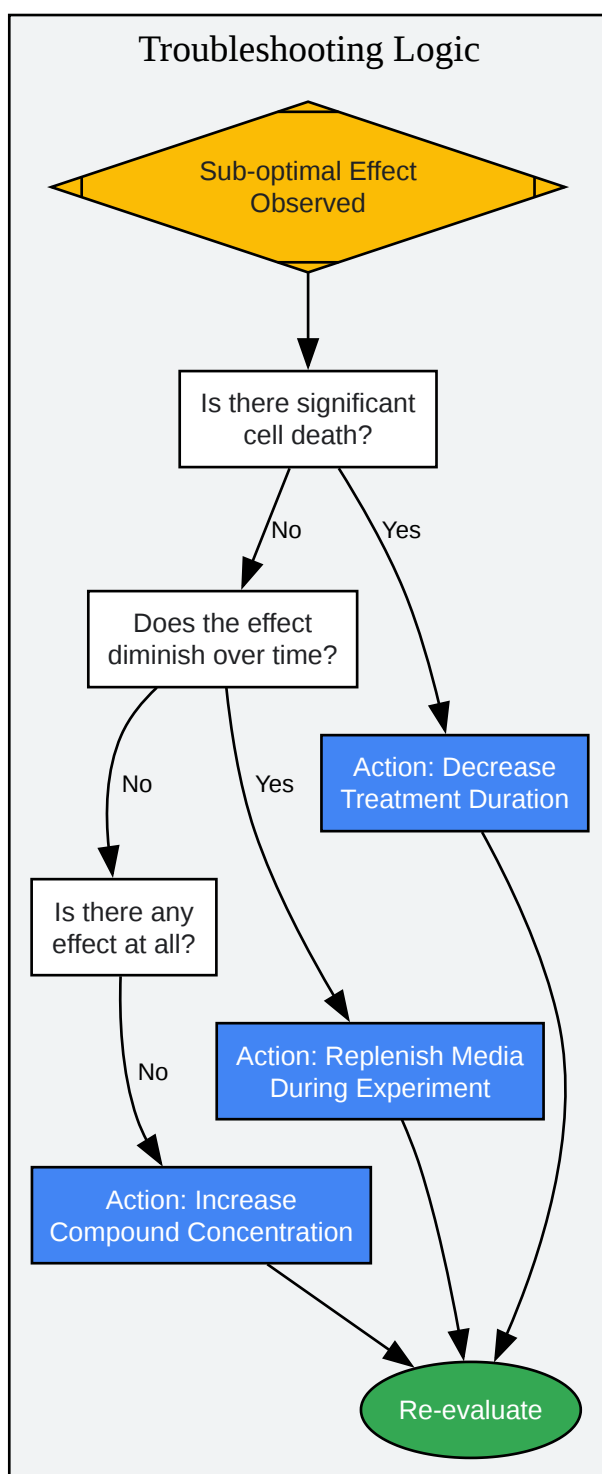 Troubleshooting Logic
Sub-optimal Effect
Observed
Is there significant
cell death?
No
Yes
Does the effect
diminish over time?
No
Yes
Action: Decrease
Treatment Duration
Is there any
effect at all?
No
Action: Replenish Media
During Experiment
Action: Increase
Compound Concentration
Re-evaluate